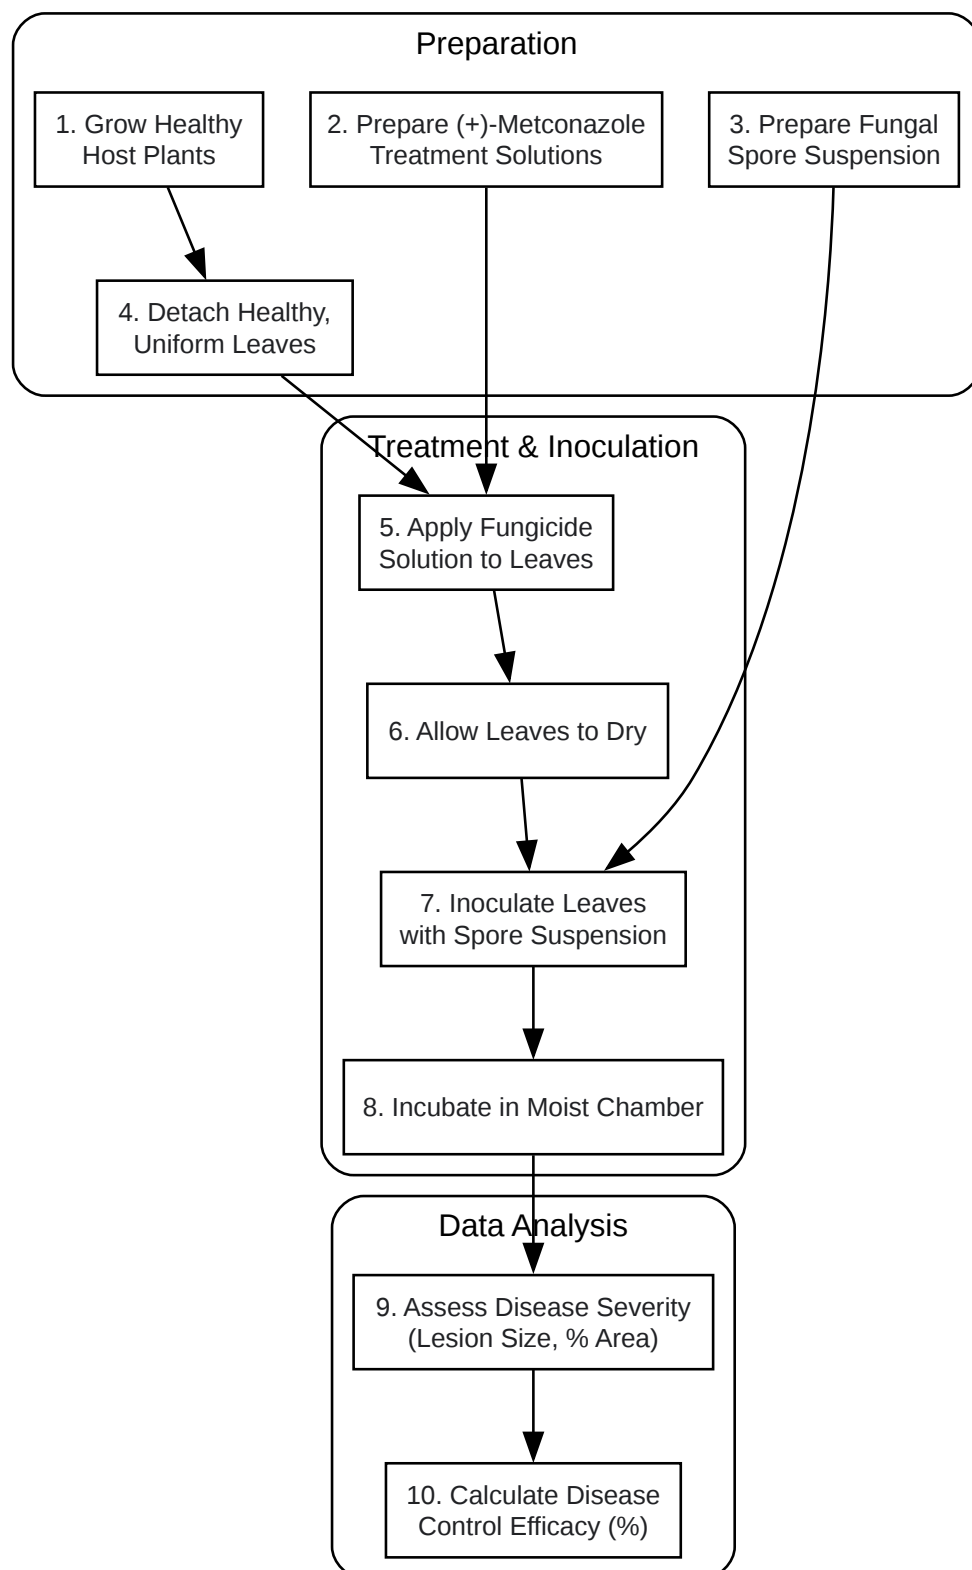 Preparation
1. Grow Healthy
Host Plants
2. Prepare (+)-Metconazole
Treatment Solutions
3. Prepare Fungal
Spore Suspension
4. Detach Healthy,
Uniform Leaves
Treatment & Inoculation
5. Apply Fungicide
Solution to Leaves
6. Allow Leaves to Dry
7. Inoculate Leaves
with Spore Suspension
8. Incubate in Moist Chamber
Data Analysis
9. Assess Disease Severity
(Lesion Size, % Area)
10. Calculate Disease
Control Efficacy (%)